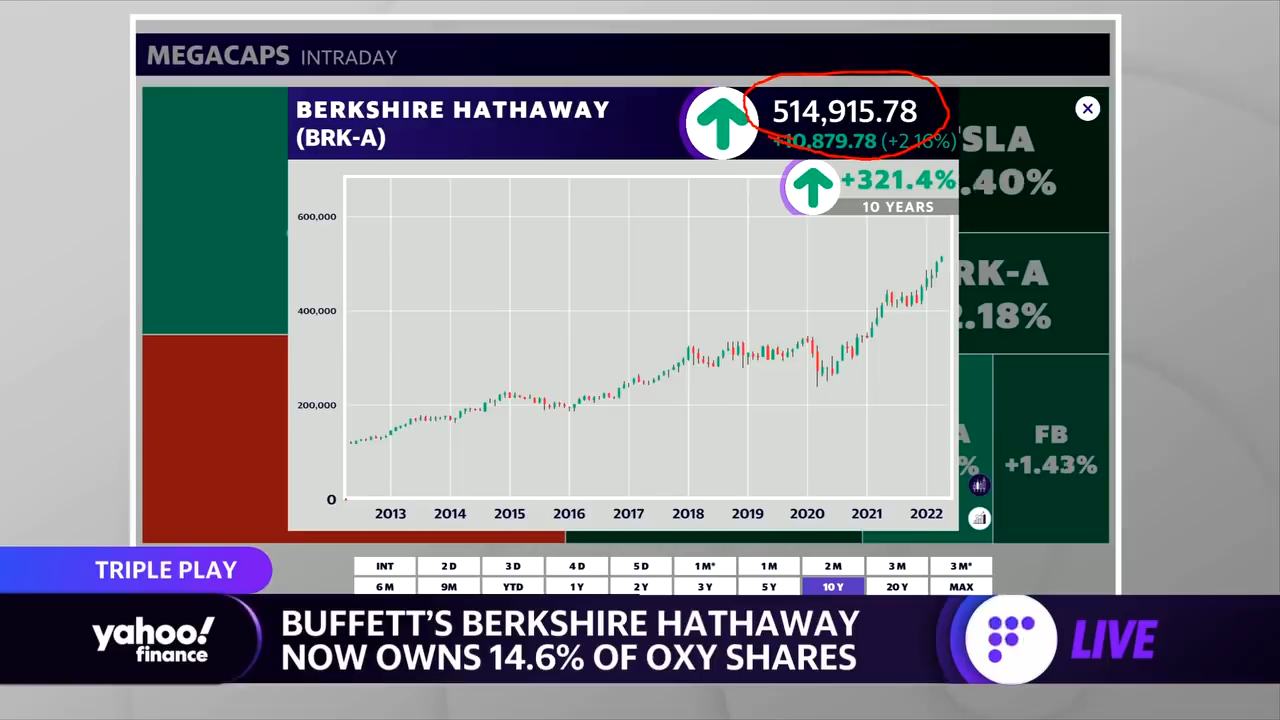 MEGACAPS INTRADAY
BERKSHIRE HATHAWAY
(BRK-A)
514,915.78
+10,879.78 (+2.16%)
+321.4%
10 YEARS
600,000
400,000
200,000
0
2013 2014 2015 2016 2017 2018 2019 2020 2021 2022
SLA
.40%
RK-A
2.18%
A
%
FB
+1.43%
INT 2 D 3 D 4 D 5 D 1 M* 1 M 2 M 3 M 3 M*
6 M 9M YTD 1 Y 2 Y 3 Y 5 Y 10 Y 20 Y MAX
TRIPLE PLAY
yahoo!
finance
BUFFETT'S BERKSHIRE HATHAWAY
NOW OWNS 14.6% OF OXY SHARES
LIVE